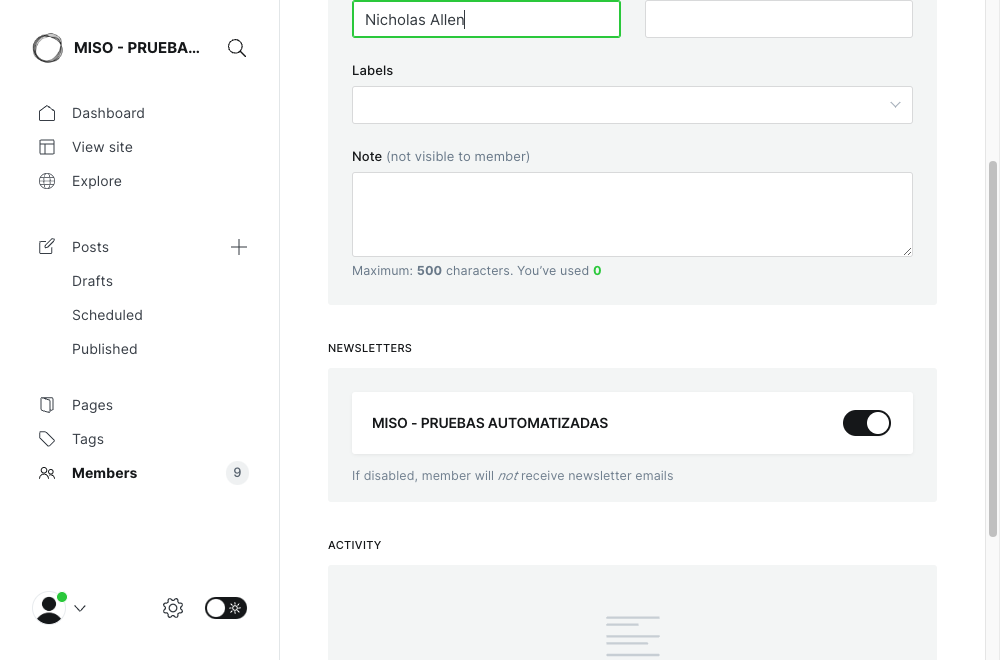 MISO - PRUEBA...
Dashboard
View site
Explore
Posts
Drafts
Scheduled
Published
Pages
Tags
Members 9
Nicholas Allen
Labels
Note (not visible to member)
Maximum: 500 characters. You’ve used 0
NEWSLETTERS
MISO - PRUEBAS AUTOMATIZADAS
If disabled, member will not receive newsletter emails
ACTIVITY